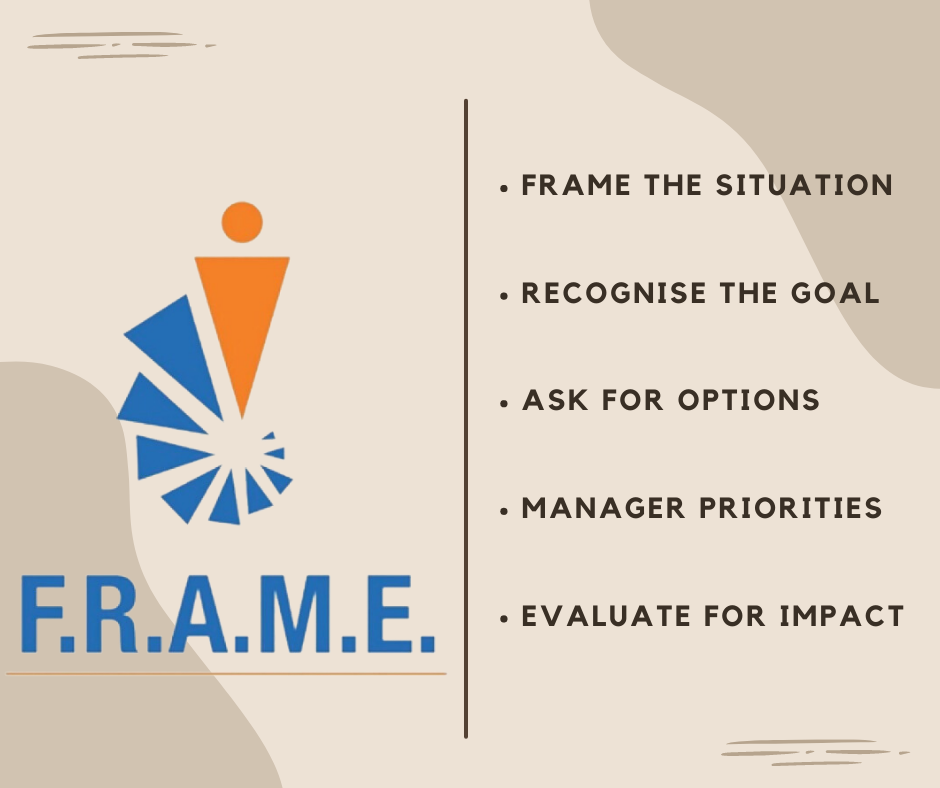 F.R.A.M.E.
• FRAME THE SITUATION
• RECOGNISE THE GOAL
• ASK FOR OPTIONS
• MANAGER PRIORITIES
• EVALUATE FOR IMPACT